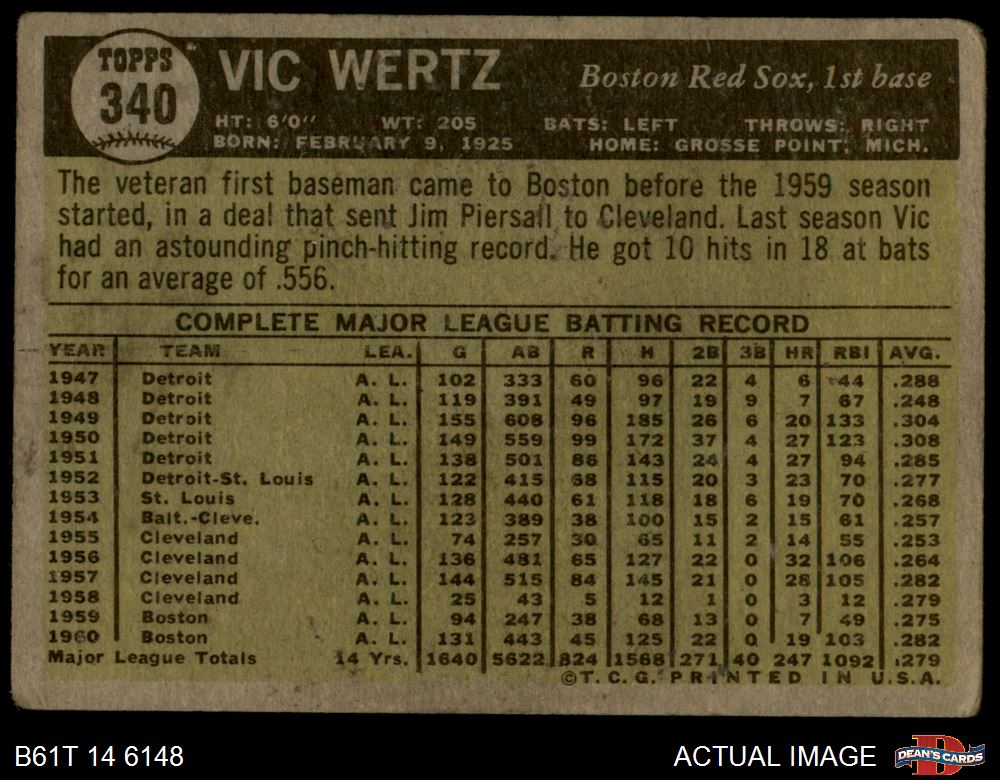 TOPPS
340
VIC WERTZ
Boston Red Sox, 1st base
HT: 6'0" WT: 205 BATS: LEFT THROWS: RIGHT
BORN: FEBRUARY 9, 1925 HOME: GROSSE POINT, MICH.
The veteran first baseman came to Boston before the 1959 season
started, in a deal that sent Jim Piersall to Cleveland. Last season Vic
had an astounding pinch-hitting record. He got 10 hits in 18 at bats
for an average of .556.
COMPLETE MAJOR LEAGUE BATTING RECORD
YEAR TEAM LEA. G AB R H 2B 3B HR RBI AVG.
1947 Detroit A. L. 102 333 60 96 22 4 6 44 .288
1948 Detroit A. L. 119 391 49 97 19 9 7 67 .248
1949 Detroit A. L. 155 608 96 185 26 6 20 133 .304
1950 Detroit A. L. 149 559 99 172 37 4 27 123 .308
1951 Detroit A. L. 138 501 86 143 24 4 27 94 .285
1952 Detroit-St. Louis A. L. 122 415 68 115 20 3 23 70 .277
1953 St. Louis A. L. 128 440 61 118 18 6 19 70 .268
1954 Balt.-Cleve. A. L. 123 389 38 100 15 2 15 61 .257
1955 Cleveland A. L. 74 257 30 65 11 2 14 55 .253
1956 Cleveland A. L. 136 481 65 127 22 0 32 106 .264
1957 Cleveland A. L. 144 515 84 145 21 0 28 105 .282
1958 Cleveland A. L. 25 43 5 12 1 0 3 12 .279
1959 Boston A. L. 94 247 38 68 13 0 7 49 .275
1960 Boston A. L. 131 443 45 125 22 0 19 103 .282
Major League Totals 14 Yrs. 1640 5622 824 1568 271 40 247 1092 .279
©T. C. G. PRINTED IN U.S.A.
B61T 14 6148
ACTUAL IMAGE
DEAN'S CARDS